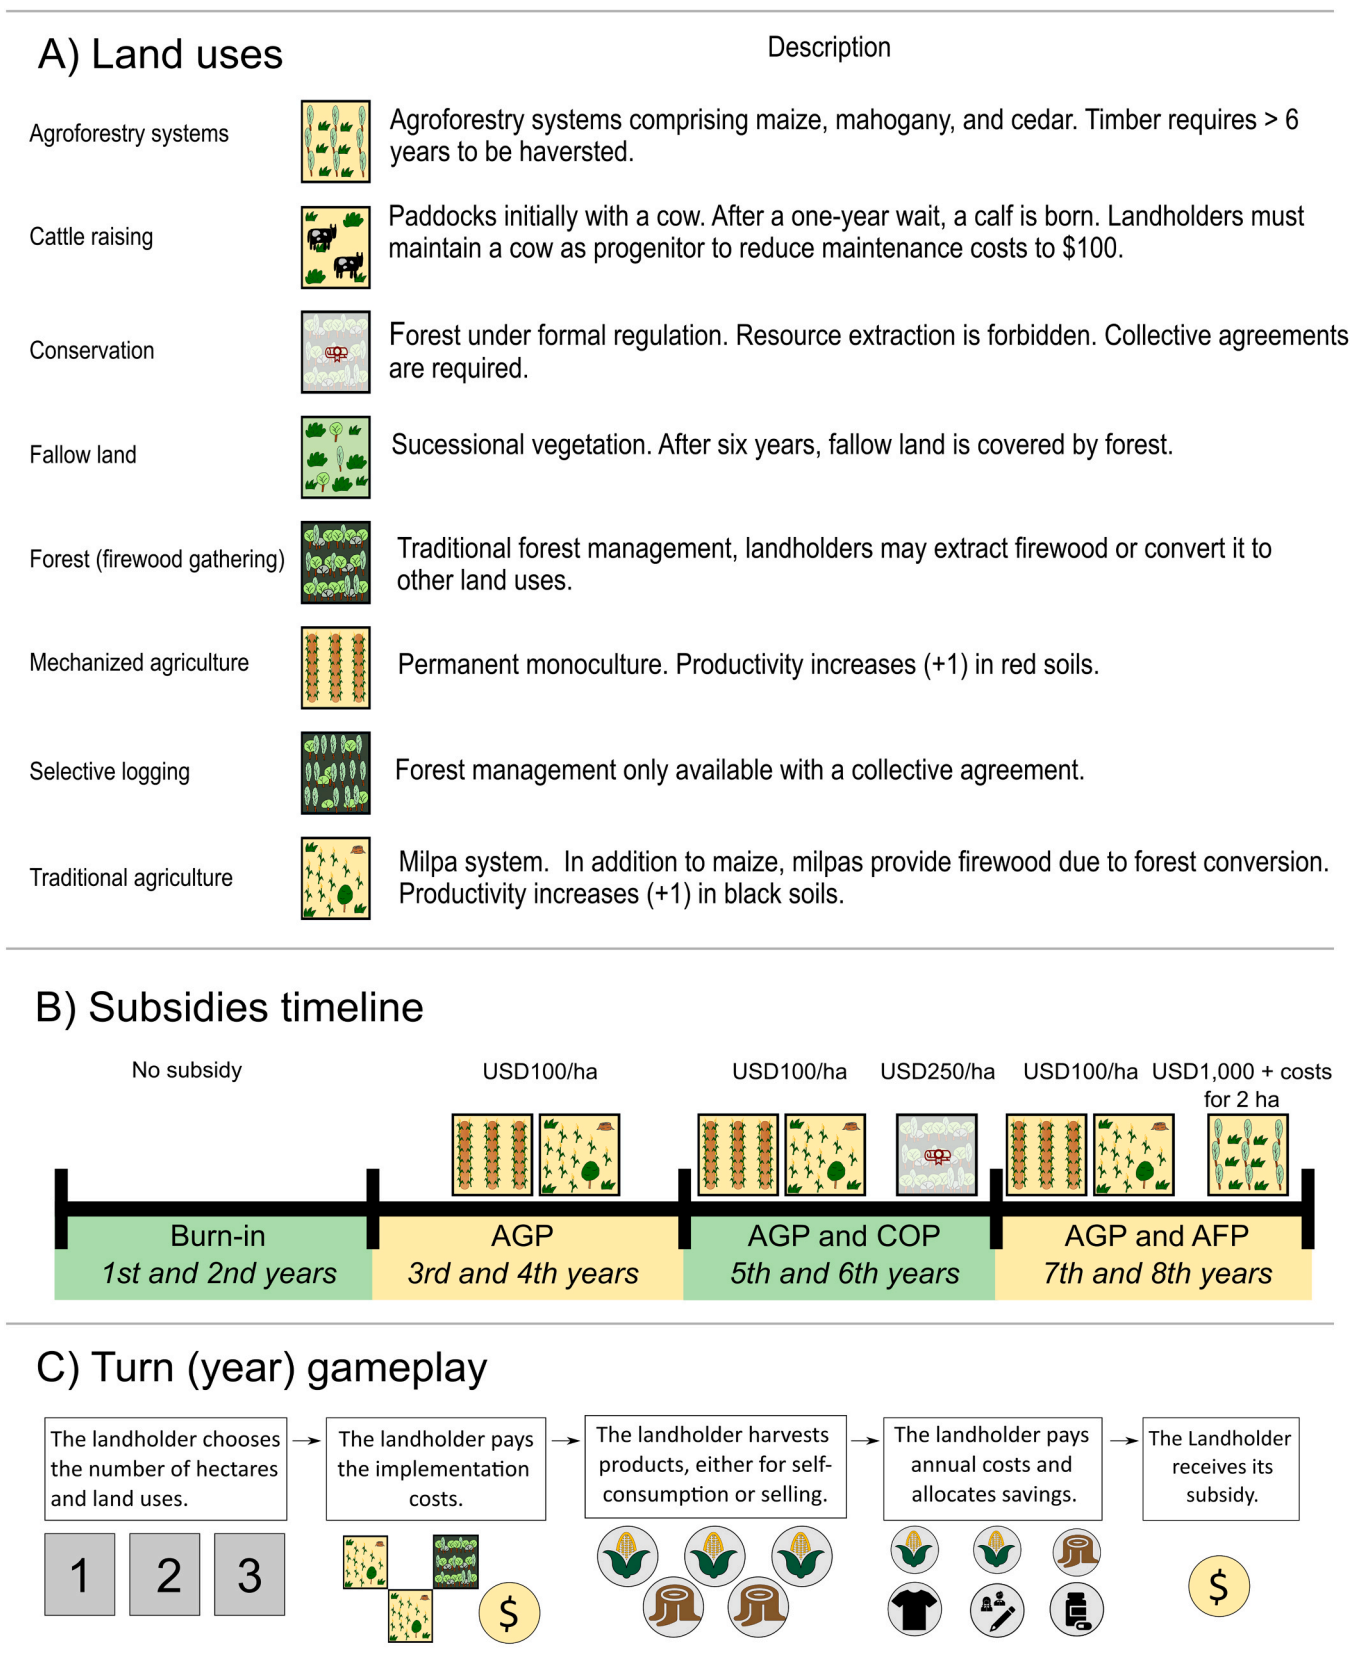 A) Land uses
Description
Agroforestry systems
Agroforestry systems comprising maize, mahogany, and cedar. Timber requires > 6
years to be haversted.
Cattle raising
Paddocks initially with a cow. After a one-year wait, a calf is born. Landholders must
maintain a cow as progenitor to reduce maintenance costs to $100.
Conservation
Forest under formal regulation. Resource extraction is forbidden. Collective agreements
are required.
Fallow land
Sucessional vegetation. After six years, fallow land is covered by forest.
Forest (firewood gathering)
Traditional forest management, landholders may extract firewood or convert it to
other land uses.
Mechanized agriculture
Permanent monoculture. Productivity increases (+1) in red soils.
Selective logging
Forest management only available with a collective agreement.
Traditional agriculture
Milpa system. In addition to maize, milpas provide firewood due to forest conversion.
Productivity increases (+1) in black soils.
B) Subsidies timeline
No subsidy
USD100/ha
USD100/ha
USD250/ha
USD100/ha
USD1,000 + costs
for 2 ha
Burn-in
1st and 2nd years
AGP
3rd and 4th years
AGP and COP
5th and 6th years
AGP and AFP
7th and 8th years
C) Turn (year) gameplay
The landholder chooses
the number of hectares
and land uses.
The landholder pays
the implementation
costs.
The landholder harvests
products, either for self-
consumption or selling.
The landholder pays
annual costs and
allocates savings.
The Landholder
receives its
subsidy.
1
2
3
$
$